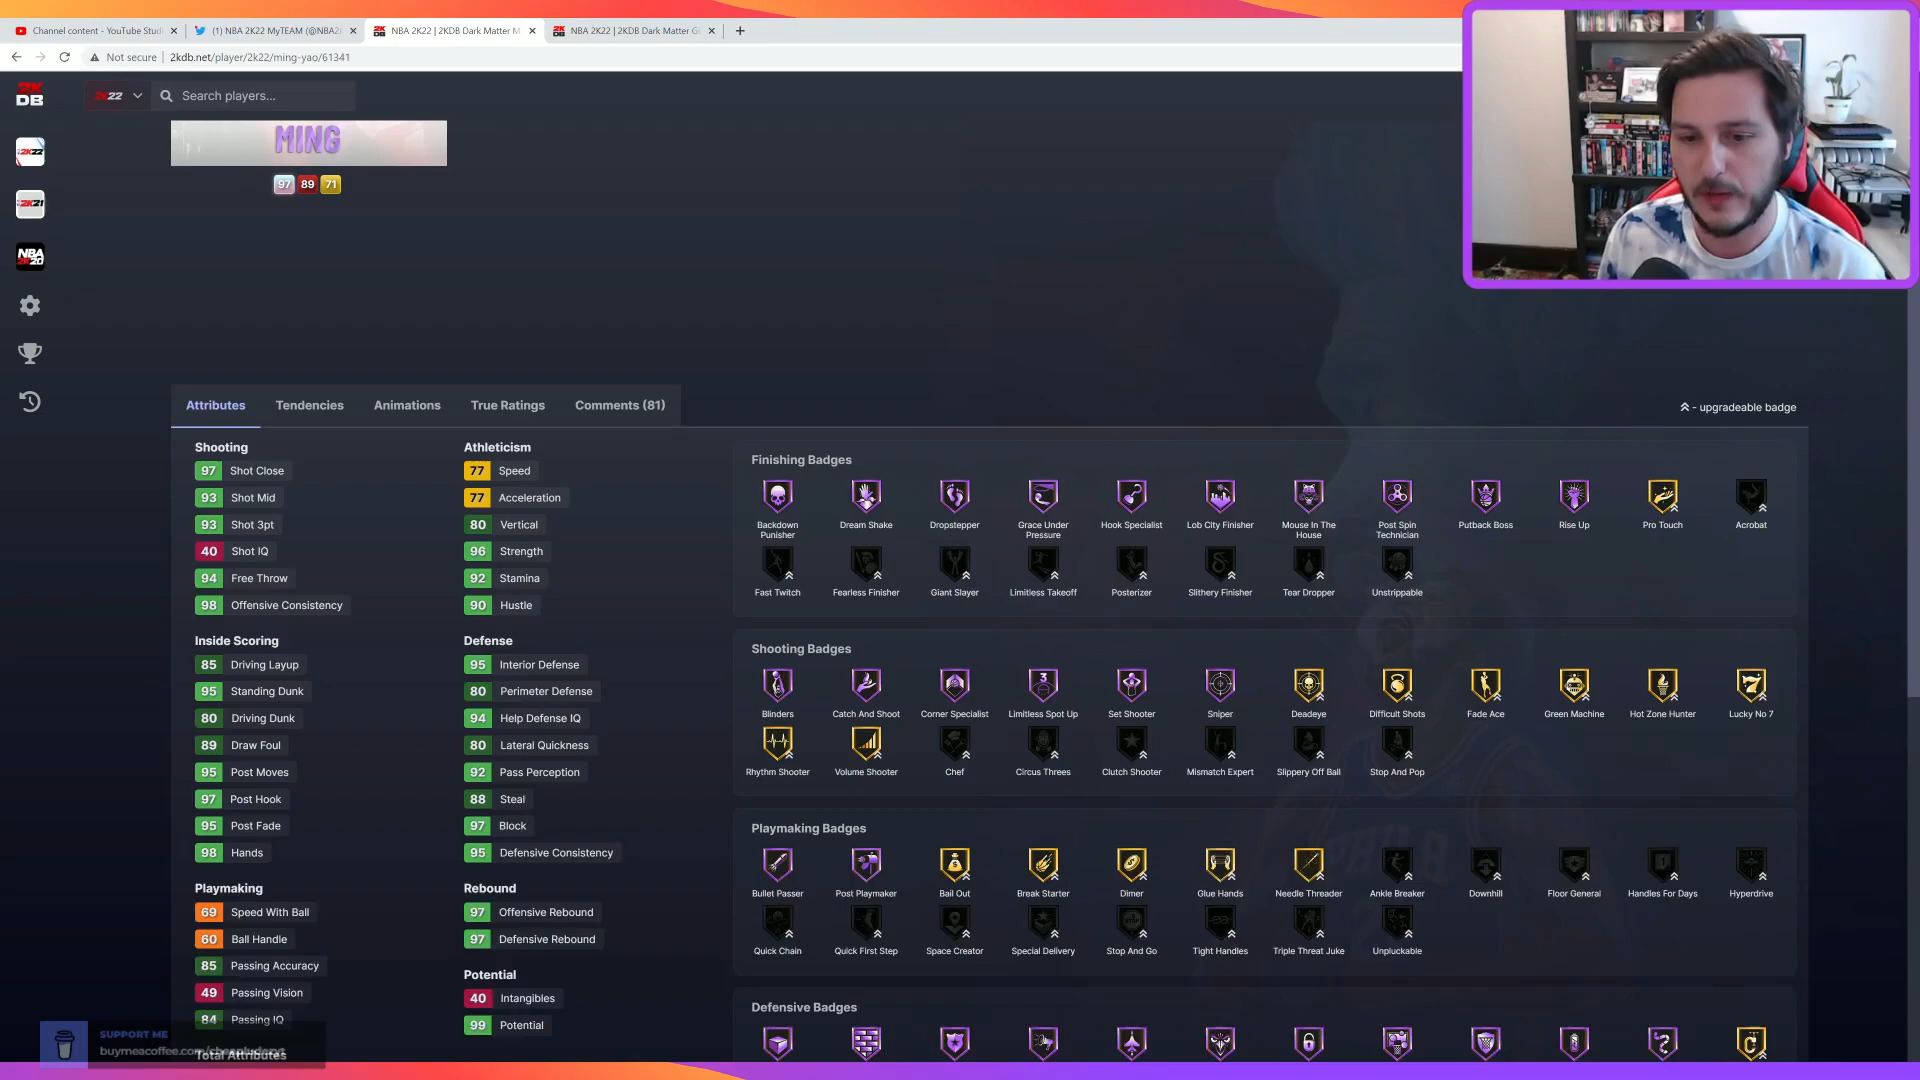 Channel content - YouTube Studi
(1) NBA 2K22 MyTEAM (@NBA2
NBA 2K22 | 2KDB Dark Matter M
NBA 2K22 | 2KDB Dark Matter G
Not secure | 2kdb.net/player/2k22/ming-yao/61341
2K DB
2K22
Search players...
MING
97 89 71
2K22
2K21
NBA 2K20
Attributes
Tendencies
Animations
True Ratings
Comments (81)
- upgradeable badge
Shooting
97 Shot Close
93 Shot Mid
93 Shot 3pt
40 Shot IQ
94 Free Throw
98 Offensive Consistency
Inside Scoring
85 Driving Layup
95 Standing Dunk
80 Driving Dunk
89 Draw Foul
95 Post Moves
97 Post Hook
95 Post Fade
98 Hands
Playmaking
69 Speed With Ball
60 Ball Handle
85 Passing Accuracy
49 Passing Vision
84 Passing IQ
Total Attributes
Athleticism
77 Speed
77 Acceleration
80 Vertical
96 Strength
92 Stamina
90 Hustle
Defense
95 Interior Defense
80 Perimeter Defense
94 Help Defense IQ
80 Lateral Quickness
92 Pass Perception
88 Steal
97 Block
95 Defensive Consistency
Rebound
97 Offensive Rebound
97 Defensive Rebound
Potential
40 Intangibles
99 Potential
Finishing Badges
Backdown Punisher
Dream Shake
Dropstepper
Grace Under Pressure
Hook Specialist
Lob City Finisher
Mouse In The House
Post Spin Technician
Putback Boss
Rise Up
Pro Touch
Acrobat
Fast Twitch
Fearless Finisher
Giant Slayer
Limitless Takeoff
Posterizer
Slithery Finisher
Tear Dropper
Unstrippable
Shooting Badges
Blinders
Catch And Shoot
Corner Specialist
Limitless Spot Up
Set Shooter
Sniper
Deadeye
Difficult Shots
Fade Ace
Green Machine
Hot Zone Hunter
Lucky No 7
Rhythm Shooter
Volume Shooter
Chef
Circus Threes
Clutch Shooter
Mismatch Expert
Slippery Off Ball
Stop And Pop
Playmaking Badges
Bullet Passer
Post Playmaker
Bail Out
Break Starter
Dimer
Glue Hands
Needle Threader
Ankle Breaker
Downhill
Floor General
Handles For Days
Hyperdrive
Quick Chain
Quick First Step
Space Creator
Special Delivery
Stop And Go
Tight Handles
Triple Threat Juke
Unpluckable
Defensive Badges
SUPPORT ME